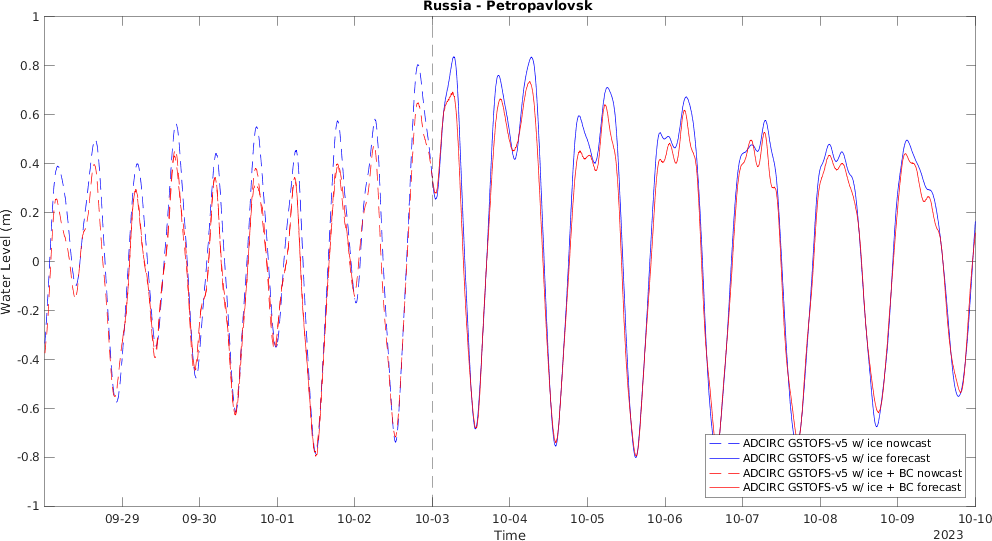 Russia - Petropavlovsk
1
0.8
0.6
0.4
0.2
0
-0.2
-0.4
-0.6
-0.8
-1
Water Level (m)
ADCIRC GSTOFS-v5 w/ ice nowcast
ADCIRC GSTOFS-v5 w/ ice forecast
ADCIRC GSTOFS-v5 w/ ice + BC nowcast
ADCIRC GSTOFS-v5 w/ ice + BC forecast
09-29 09-30 10-01 10-02 10-03 10-04 10-05 10-06 10-07 10-08 10-09 10-10
Time
2023